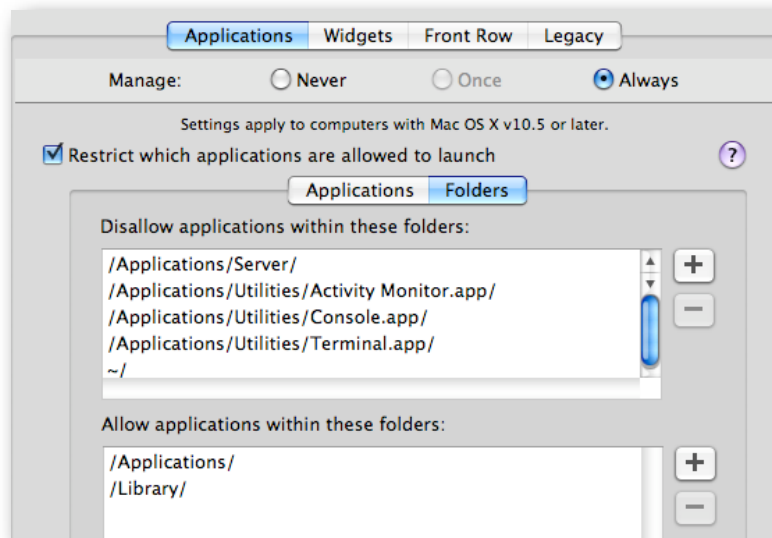 Applications Widgets Front Row Legacy
Manage: Never Once Always
Settings apply to computers with Mac OS X v10.5 or later.
Restrict which applications are allowed to launch ?
Applications Folders
Disallow applications within these folders:
/Applications/Server/
/Applications/Utilities/Activity Monitor.app/
/Applications/Utilities/Console.app/
/Applications/Utilities/Terminal.app/
~/
Allow applications within these folders:
/Applications/
/Library/